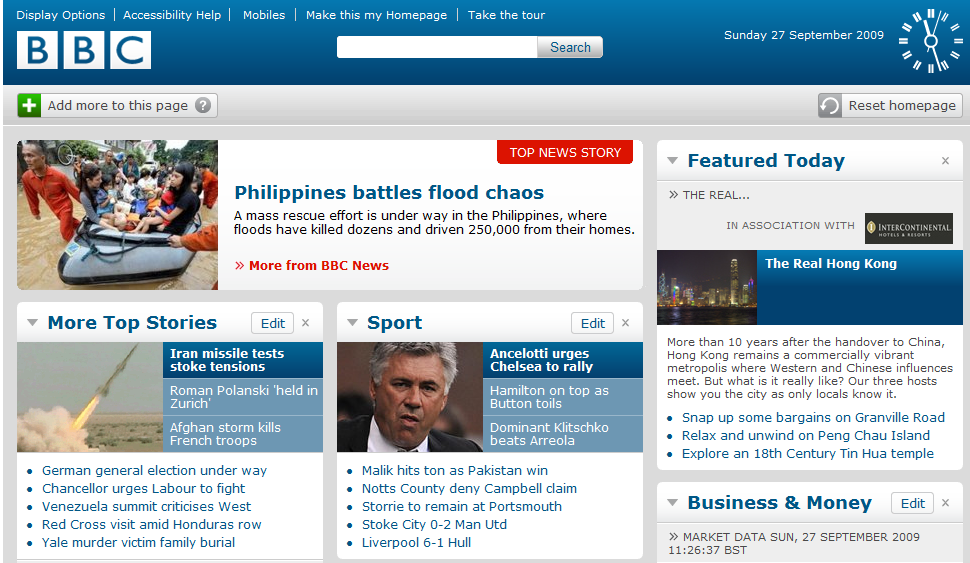 Display Options
Accessibility Help
Mobiles
Make this my Homepage
Take the tour
BBC
Search
Sunday 27 September 2009
Add more to this page ?
Reset homepage
TOP NEWS STORY
Philippines battles flood chaos
A mass rescue effort is under way in the Philippines, where
floods have killed dozens and driven 250,000 from their homes.
» More from BBC News
More Top Stories
Edit
x
Iran missile tests
stoke tensions
Roman Polanski 'held in
Zurich'
Afghan storm kills
French troops
• German general election under way
• Chancellor urges Labour to fight
• Venezuela summit criticises West
• Red Cross visit amid Honduras row
• Yale murder victim family burial
Sport
Edit
x
Ancelotti urges
Chelsea to rally
Hamilton on top as
Button toils
Dominant Klitschko
beats Arreola
• Malik hits ton as Pakistan win
• Notts County deny Campbell claim
• Storrie to remain at Portsmouth
• Stoke City 0-2 Man Utd
• Liverpool 6-1 Hull
Featured Today
x
» THE REAL...
IN ASSOCIATION WITH
INTERCONTINENTAL
HOTELS & RESORTS
The Real Hong Kong
More than 10 years after the handover to China,
Hong Kong remains a commercially vibrant
metropolis where Western and Chinese influences
meet. But what is it really like? Our three hosts
show you the city as only locals know it.
• Snap up some bargains on Granville Road
• Relax and unwind on Peng Chau Island
• Explore an 18th Century Tin Hua temple
Business & Money
Edit
x
» MARKET DATA SUN, 27 SEPTEMBER 2009
11:26:37 BST